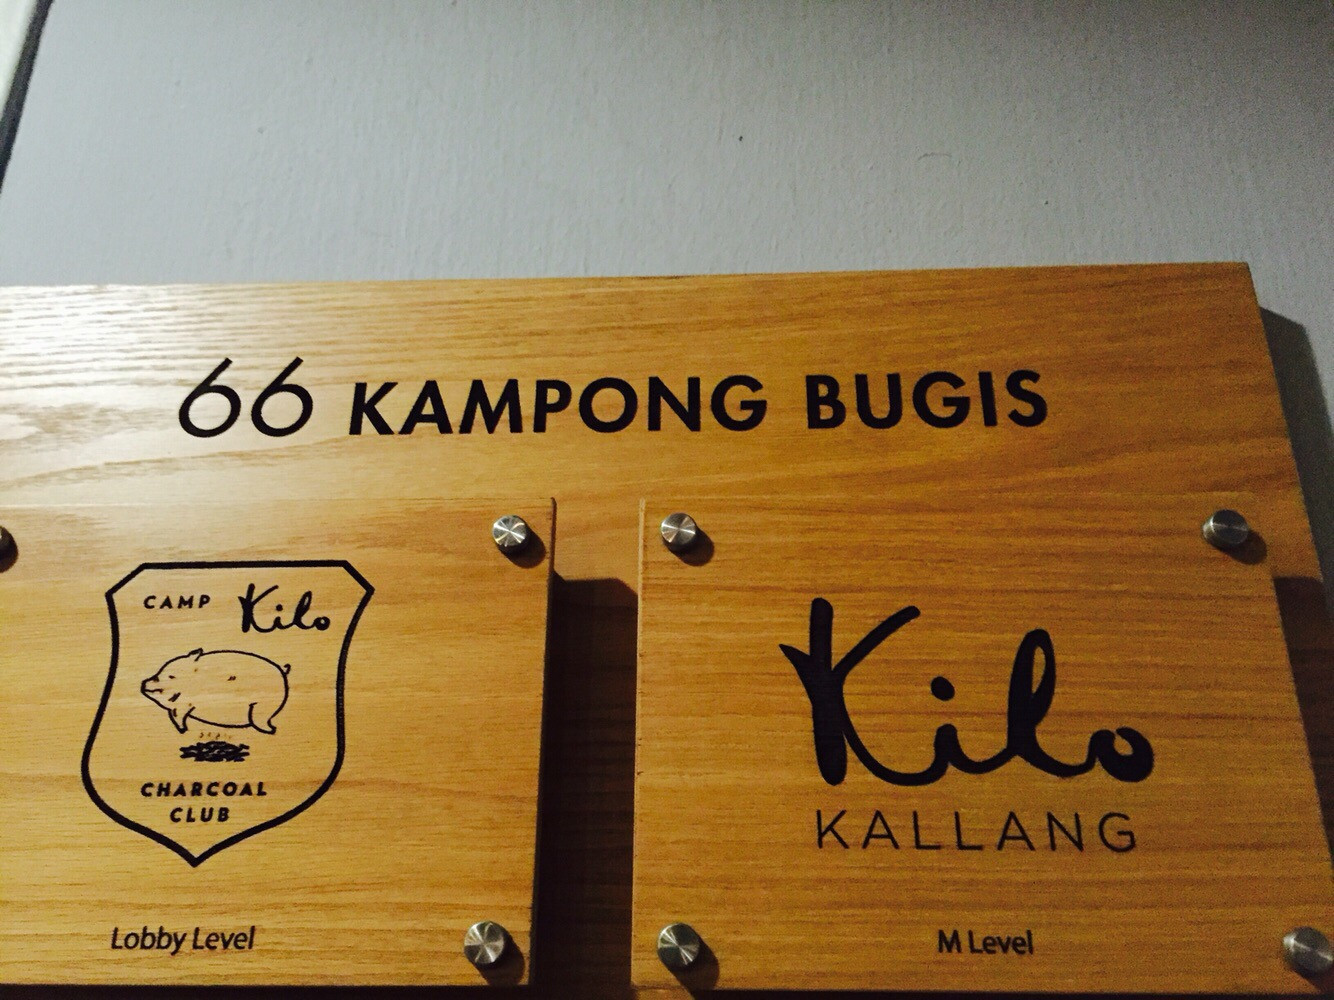 66 KAMPONG BUGIS
CAMP Kilo
CHARCOAL
CLUB
Lobby Level
Kilo
KALLANG
M Level